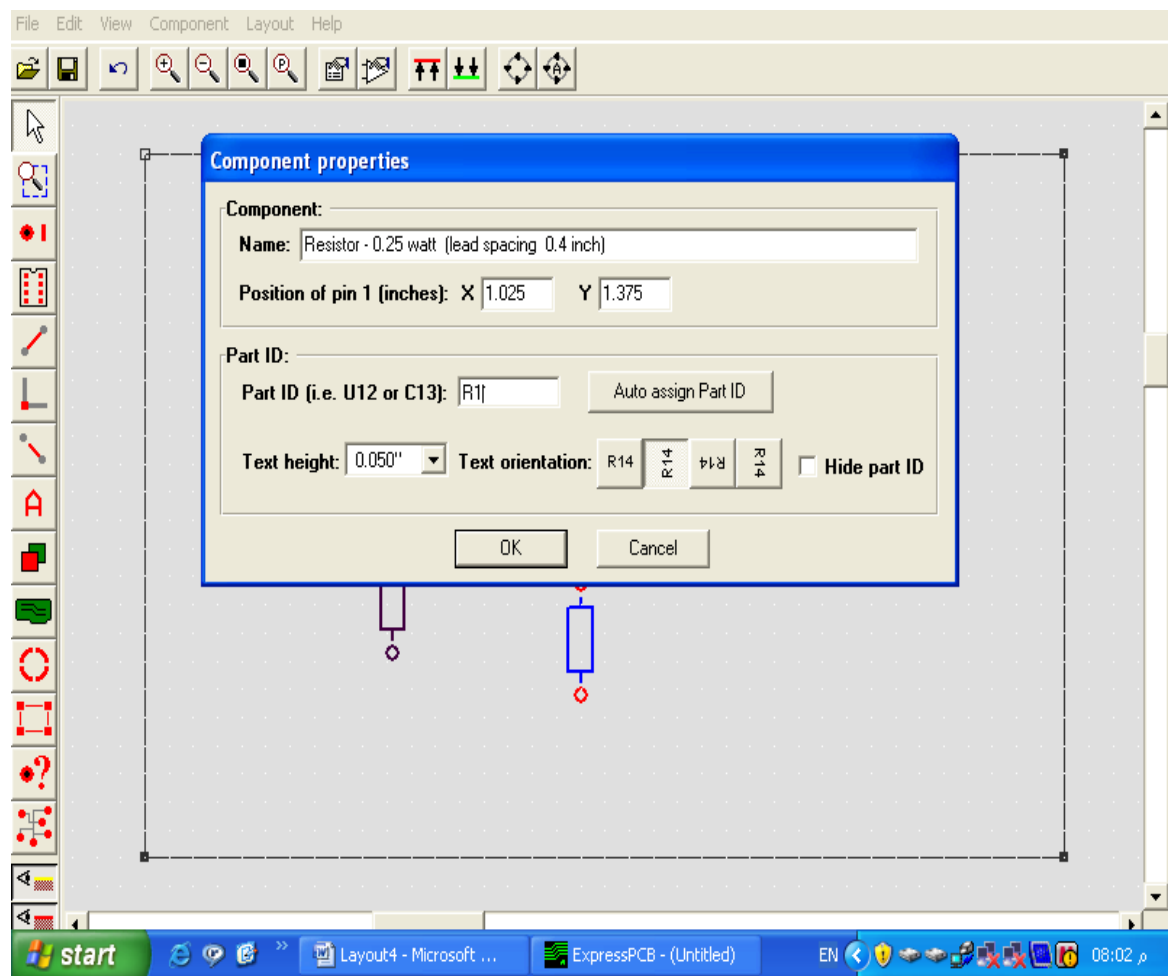 File Edit View Component Layout Help
Component properties
Component:
Name: Resistor - 0.25 watt (lead spacing 0.4 inch)
Position of pin 1 (inches): X 1.025 Y 1.375
Part ID:
Part ID (i.e. U12 or C13): R1 Auto assign Part ID
Text height: 0.050" Text orientation: R14 R14 R14 R14 Hide part ID
OK Cancel
start » Layout4 - Microsoft ... ExpressPCB - (Untitled) EN 08:02 م